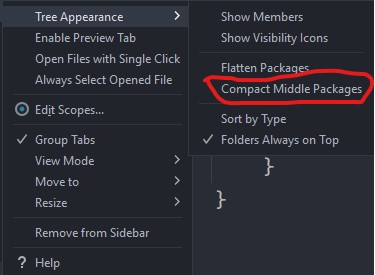 Tree Appearance
Enable Preview Tab
Open Files with Single Click
Always Select Opened File
Edit Scopes...
Group Tabs
View Mode
Move to
Resize
Remove from Sidebar
? Help
Show Members
Show Visibility Icons
Flatten Packages
Compact Middle Packages
Sort by Type
Folders Always on Top
}
}